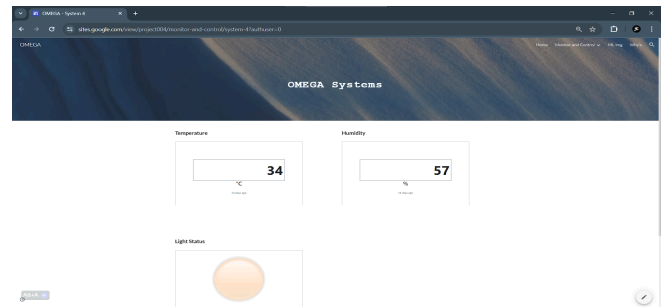 OMEGA - System 4
sites.google.com/view/project004/monitor-and-control/system-4?authuser=0
OMEGA
Home
Monitor and Control
OMEGA Systems
Temperature
Humidity
34
57
°C
%
Light Status